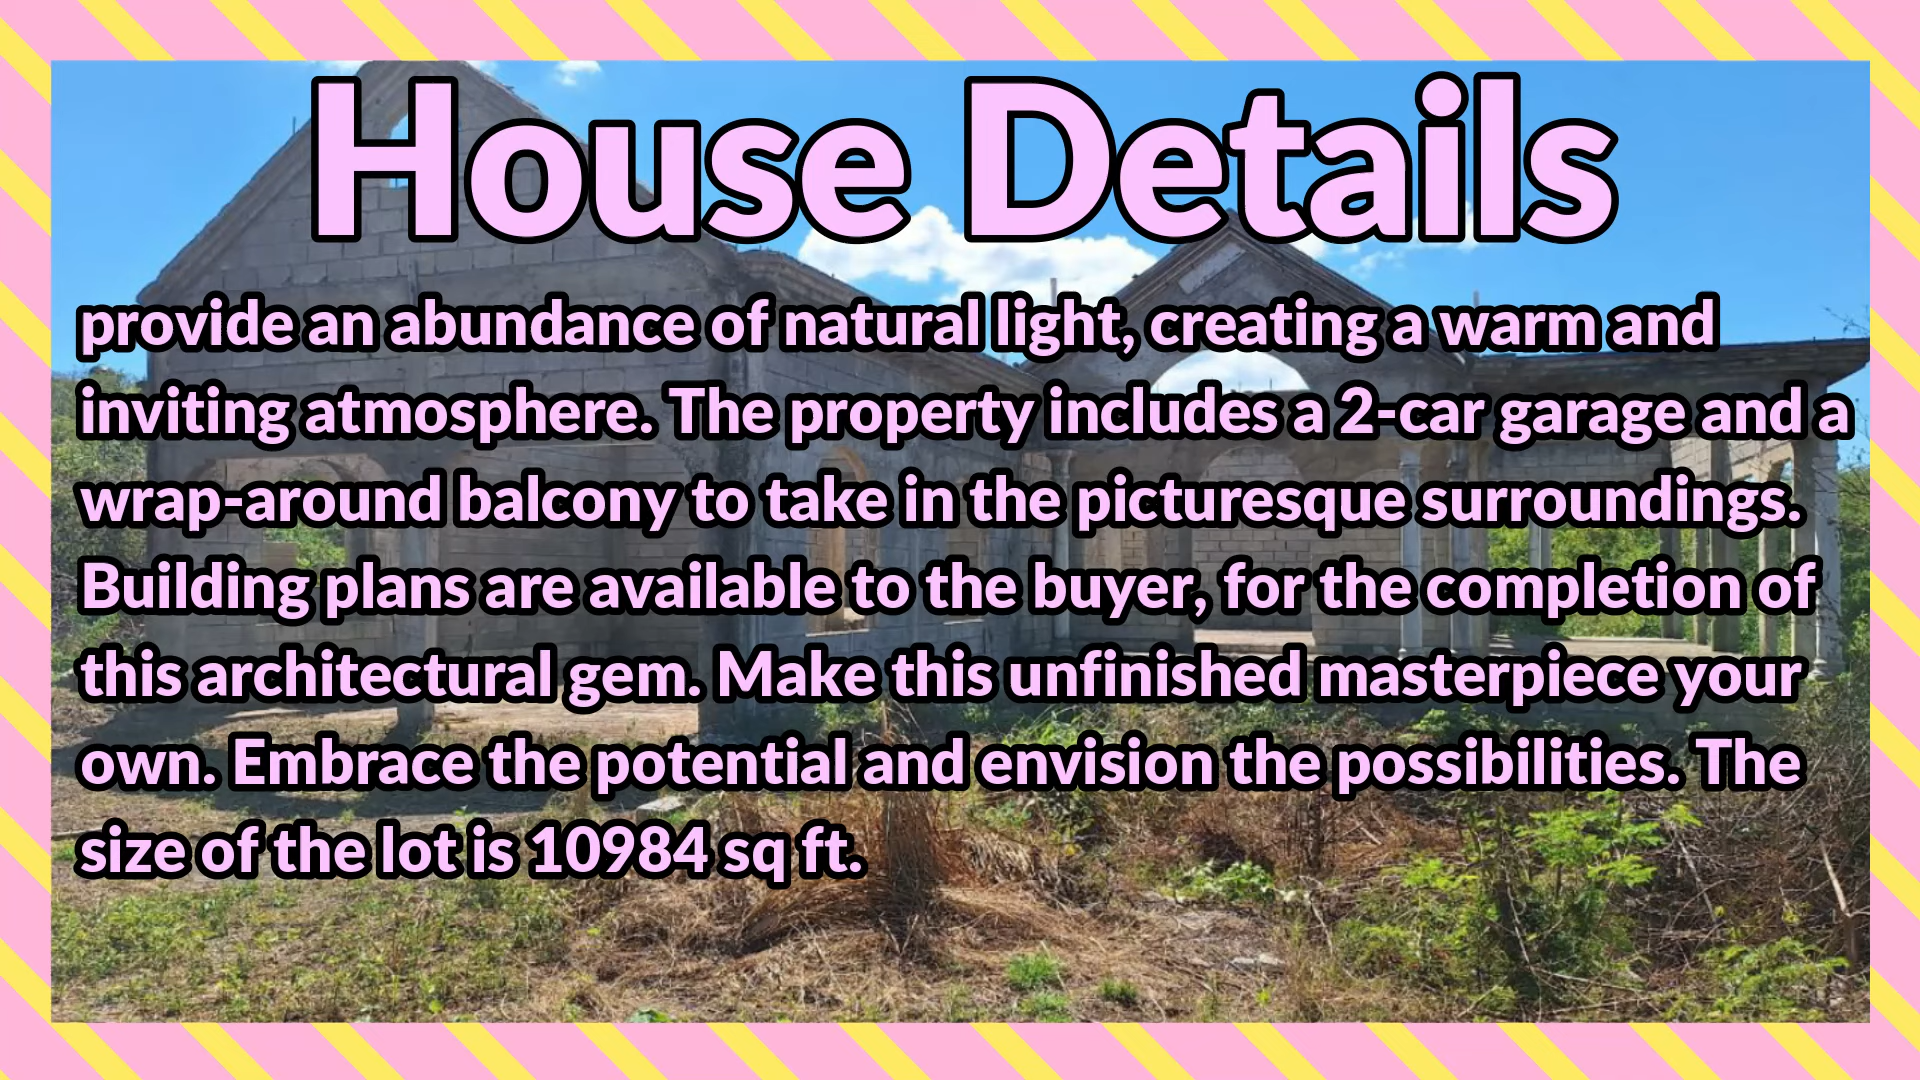 House Details
provide an abundance of natural light, creating a warm and
inviting atmosphere. The property includes a 2-car garage and a
wrap-around balcony to take in the picturesque surroundings.
Building plans are available to the buyer, for the completion of
this architectural gem. Make this unfinished masterpiece your
own. Embrace the potential and envision the possibilities. The
size of the lot is 10984 sq ft.